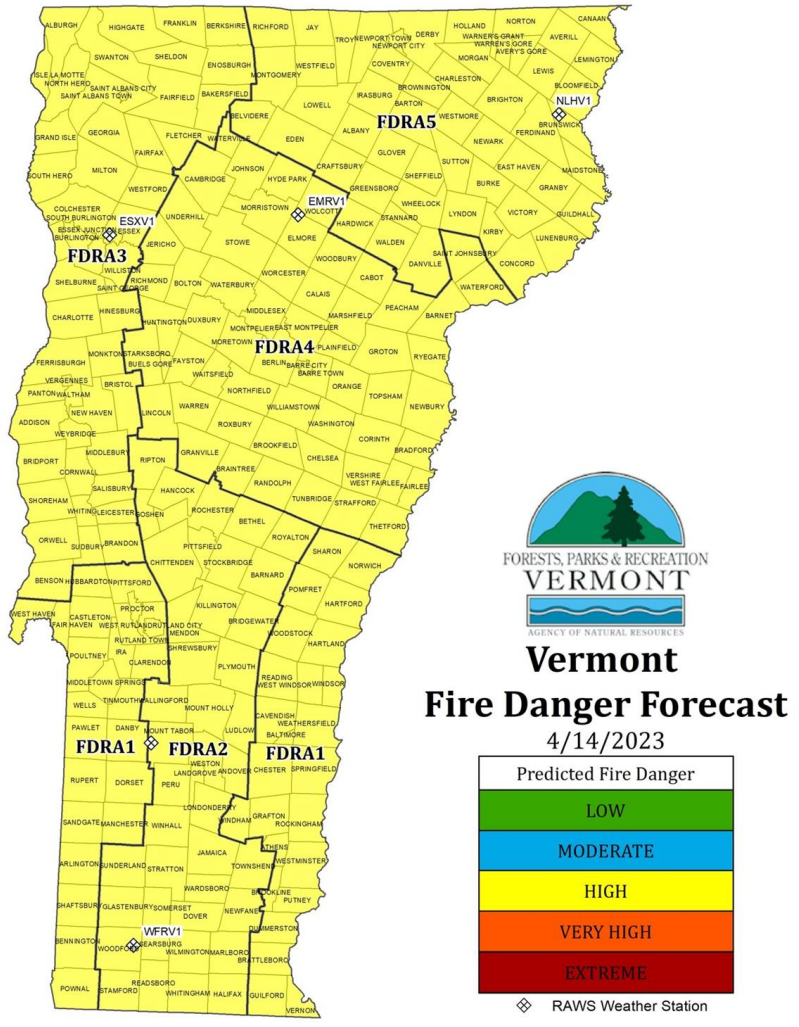 ALBURGH
HIGHGATE
FRANKLIN
BERKSHIRE
RICHFORD
JAY
TROY
NEWPORT TOWN
NEWPORT CITY
DERBY
HOLLAND
NORTON
CANAAN
WARNER'S GRANT
WARREN'S GORE
AVERY'S GORE
AVERILL
LEMINGTON
SWANTON
SHELDON
ENOSBURGH
MONTGOMERY
WESTFIELD
COVENTRY
MORGAN
CHARLESTON
LEWIS
BLOOMFIELD
ISLE LA MOTTE
NORTH HERO
SAINT ALBANS CITY
SAINT ALBANS TOWN
FAIRFIELD
BAKERSFIELD
LOWELL
IRASBURG
BROWNINGTON
BARTON
BRIGHTON
NLHV1
BRUNSWICK
FERDINAND
GRAND ISLE
GEORGIA
FLETCHER
WATERVILLE
BELVIDERE
EDEN
ALBANY
FDRA5
WESTMORE
NEWARK
FAIRFAX
GLOVER
SUTTON
EAST HAVEN
MAIDSTONE
SOUTH HERO
MILTON
WESTFORD
CAMBRIDGE
JOHNSON
HYDE PARK
CRAFTSBURY
GREENSBORO
SHEFFIELD
BURKE
GRANBY
COLCHESTER
SOUTH BURLINGTON
ESXV1
ESSEX JUNCTION
ESSEX
BURLINGTON
UNDERHILL
MORRISTOWN
EMRV1
WOLCOTT
HARDWICK
STANNARD
WHEELOCK
LYNDON
VICTORY
GUILDHALL
KIRBY
LUNENBURG
FDRA3
JERICHO
STOWE
ELMORE
WOODBURY
WALDEN
DANVILLE
SAINT JOHNSBURY
CONCORD
WILLISTON
SHELBURNE
SAINT GEORGE
RICHMOND
BOLTON
WATERBURY
WORCESTER
CALAIS
CABOT
WATERFORD
CHARLOTTE
HINESBURG
HUNTINGTON
DUXBURY
MIDDLESEX
MARSHFIELD
PEACHAM
BARNET
MONTPELIER
EAST MONTPELIER
MORETOWN
FDRA4
PLAINFIELD
GROTON
RYEGATE
FERRISBURGH
MONKTON
STARKSBORO
BUELS GORE
FAYSTON
WAITSFIELD
BERLIN
BARRE CITY
BARRE TOWN
ORANGE
TOPSHAM
VERGENNES
PANTON
WALTHAM
BRISTOL
NORTHFIELD
NEWBURY
ADDISON
NEW HAVEN
LINCOLN
WARREN
WILLIAMSTOWN
WASHINGTON
WEYBRIDGE
ROXBURY
BROOKFIELD
CORINTH
BRADFORD
BRIDPORT
MIDDLEBURY
CORNWALL
RIPTON
GRANVILLE
BRAINTREE
CHELSEA
VERSHIRE
WEST FAIRLEE
FAIRLEE
SHOREHAM
SALISBURY
HANCOCK
RANDOLPH
TUNBRIDGE
STRAFFORD
WHITING
LEICESTER
GOSHEN
ROCHESTER
BETHEL
THETFORD
ORWELL
SUDBURY
BRANDON
PITTSFIELD
ROYALTON
SHARON
NORWICH
CHITTENDEN
STOCKBRIDGE
BARNARD
POMFRET
BENSON
HUBBARDTON
PITTSFORD
WEST HAVEN
CASTLETON
FAIR HAVEN
PROCTOR
WEST RUTLAND
RUTLAND CITY
RUTLAND TOWN
MENDON
KILLINGTON
BRIDGEWATER
WOODSTOCK
HARTFORD
HARTLAND
POULTNEY
IRA
CLARENDON
SHREWSBURY
PLYMOUTH
READING
WEST WINDSOR
WINDSOR
MIDDLETOWN SPRINGS
WELLS
TINMOUTH
WALLINGFORD
MOUNT HOLLY
CAVENDISH
WEATHERSFIELD
BALTIMORE
PAWLET
DANBY
MOUNT TABOR
LUDLOW
FDRA1
FDRA2
FDRA1
WESTON
LANDGROVE
ANDOVER
CHESTER
SPRINGFIELD
RUPERT
DORSET
PERU
LONDONDERRY
WINDHAM
GRAFTON
ROCKINGHAM
SANDGATE
MANCHESTER
WINHALL
JAMAICA
ATHENS
WESTMINSTER
ARLINGTON
SUNDERLAND
STRATTON
TOWNSHEND
WARDSBORO
BROOKLINE
PUTNEY
SHAFTSBURY
GLASTENBURY
SOMERSET
DOVER
NEWFANE
DUMMERSTON
WFRV1
BENNINGTON
WOODFORD
SEARSBURG
WILMINGTON
MARLBORO
BRATTLEBORO
POWNAL
STAMFORD
READSBORO
WHITINGHAM
HALIFAX
GUILFORD
VERNON
FORESTS, PARKS & RECREATION
VERMONT
AGENCY OF NATURAL RESOURCES
Vermont
Fire Danger Forecast
4/14/2023
Predicted Fire Danger
LOW
MODERATE
HIGH
VERY HIGH
EXTREME
RAWS Weather Station